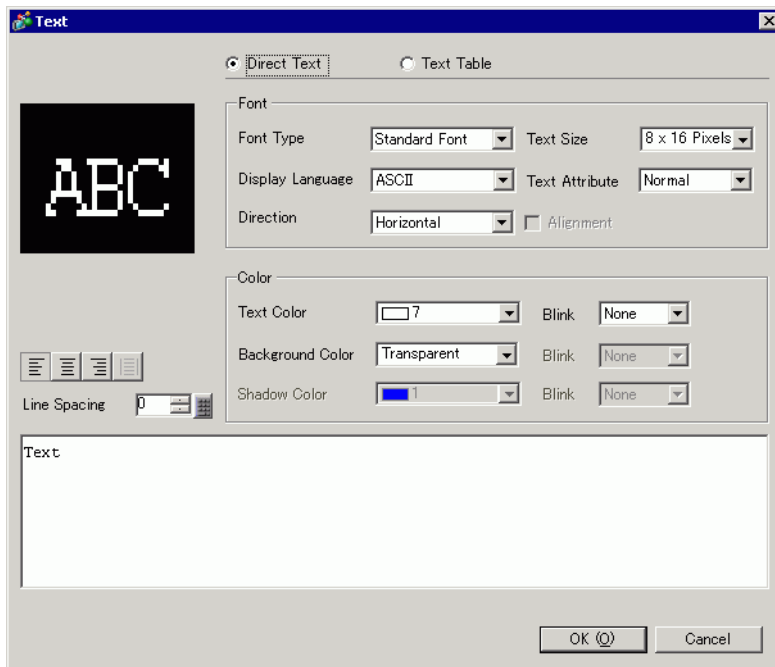 Text
Direct Text Text Table
Font
Font Type Standard Font Text Size 8 x 16 Pixels
Display Language ASCII Text Attribute Normal
Direction Horizontal Alignment
ABC
Color
Text Color 7 Blink None
Background Color Transparent Blink None
Shadow Color 1 Blink None
Line Spacing 0
Text
OK (O) Cancel